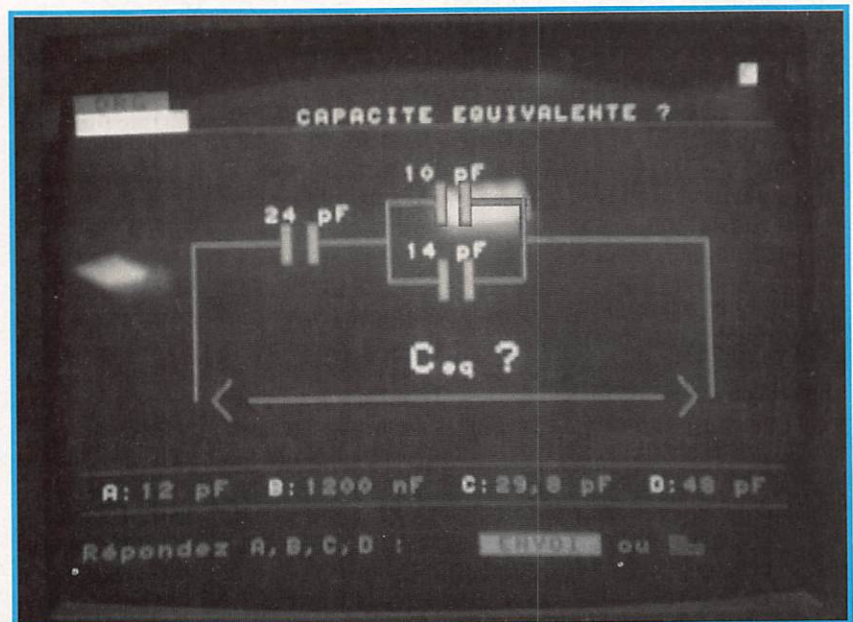 CAPACITE EQUIVALENTE ?
10 pF
24 pF
14 pF
Ceq ?
A:12 pF B:1200 nF C:29,8 pF D:48 pF
Répondez A,B,C,D : ENVOI ou